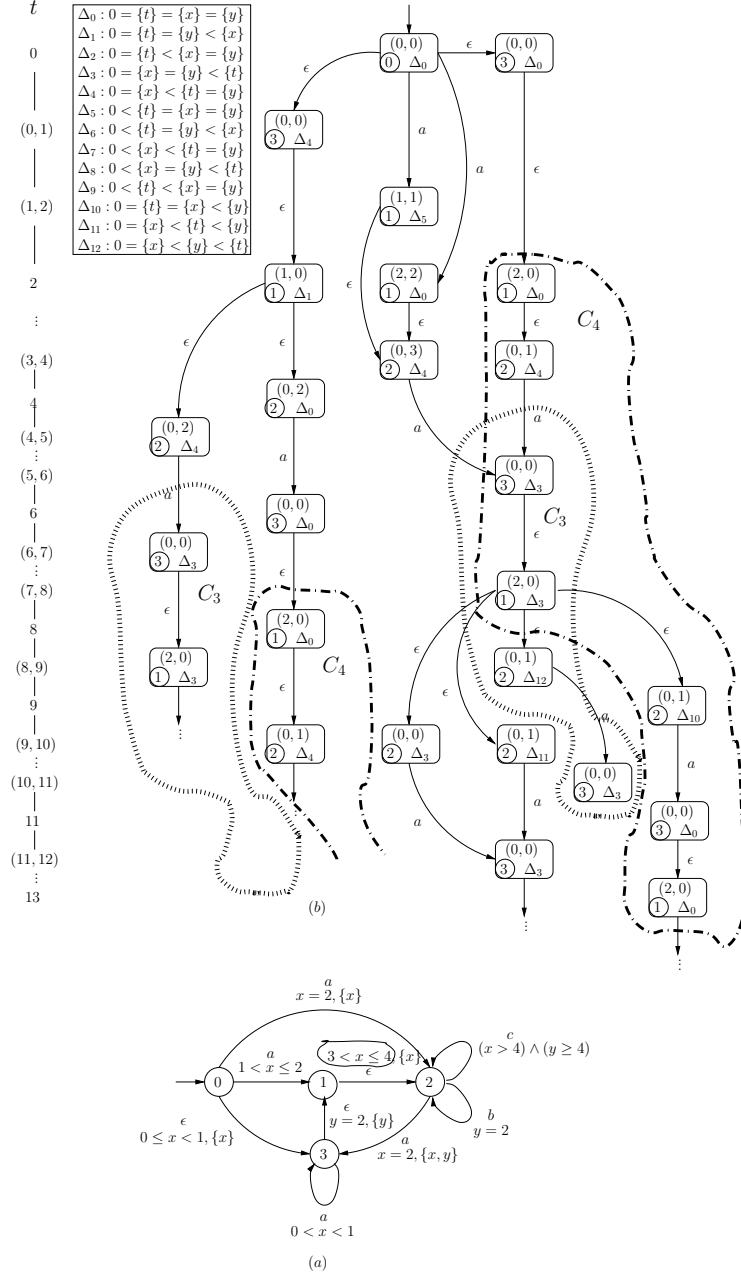 t
0
(0, 1)
(1, 2)
2
⋮
(3, 4)
4
(4, 5)
⋮
(5, 6)
6
(6, 7)
⋮
(7, 8)
8
(8, 9)
9
(9, 10)
⋮
(10, 11)
11
(11, 12)
⋮
13
Δ₀ : 0 = {t} = {x} = {y}
Δ₁ : 0 = {t} = {y} < {x}
Δ₂ : 0 = {t} < {x} = {y}
Δ₃ : 0 = {x} = {y} < {t}
Δ₄ : 0 = {x} < {t} = {y}
Δ₅ : 0 < {t} = {x} = {y}
Δ₆ : 0 < {t} = {y} < {x}
Δ₇ : 0 < {x} < {t} = {y}
Δ₈ : 0 < {x} = {y} < {t}
Δ₉ : 0 < {t} < {x} = {y}
Δ₁₀ : 0 = {t} = {x} < {y}
Δ₁₁ : 0 = {x} < {t} < {y}
Δ₁₂ : 0 = {x} < {y} < {t}
(0, 0)
0 Δ₀
ϵ
(0, 0)
3 Δ₀
ϵ
a
a
ϵ
(0, 0)
3 Δ₄
ϵ
(1, 1)
1 Δ₅
ϵ
(1, 0)
1 Δ₁
(2, 2)
1 Δ₀
(2, 0)
1 Δ₀
C₄
ϵ
ϵ
ϵ
ϵ
(0, 3)
2 Δ₄
(0, 1)
2 Δ₄
(0, 2)
2 Δ₀
(0, 2)
2 Δ₄
a
a
a
a
(0, 0)
3 Δ₃
(0, 0)
3 Δ₀
C₃
(0, 0)
3 Δ₃
C₃
ϵ
ϵ
ϵ
(2, 0)
1 Δ₃
(2, 0)
1 Δ₀
C₄
ϵ
ϵ
ϵ
ϵ
(2, 0)
1 Δ₃
⋮
ϵ
(0, 1)
2 Δ₁₂
(0, 1)
2 Δ₁₀
a
(0, 1)
2 Δ₄
(0, 0)
2 Δ₃
(0, 1)
2 Δ₁₁
(0, 0)
3 Δ₃
a
a
a
(0, 0)
3 Δ₀
ϵ
(0, 0)
3 Δ₃
⋮
(2, 0)
1 Δ₀
⋮
(b)
a
x = 2, {x}
a
1 < x ≤ 2
3 < x ≤ 4, {x}
ϵ
c
(x > 4) ∧ (y ≥ 4)
0
1
2
b
y = 2
ϵ
0 ≤ x < 1, {x}
ϵ
y = 2, {y}
a
x = 2, {x, y}
3
a
0 < x < 1
(a)